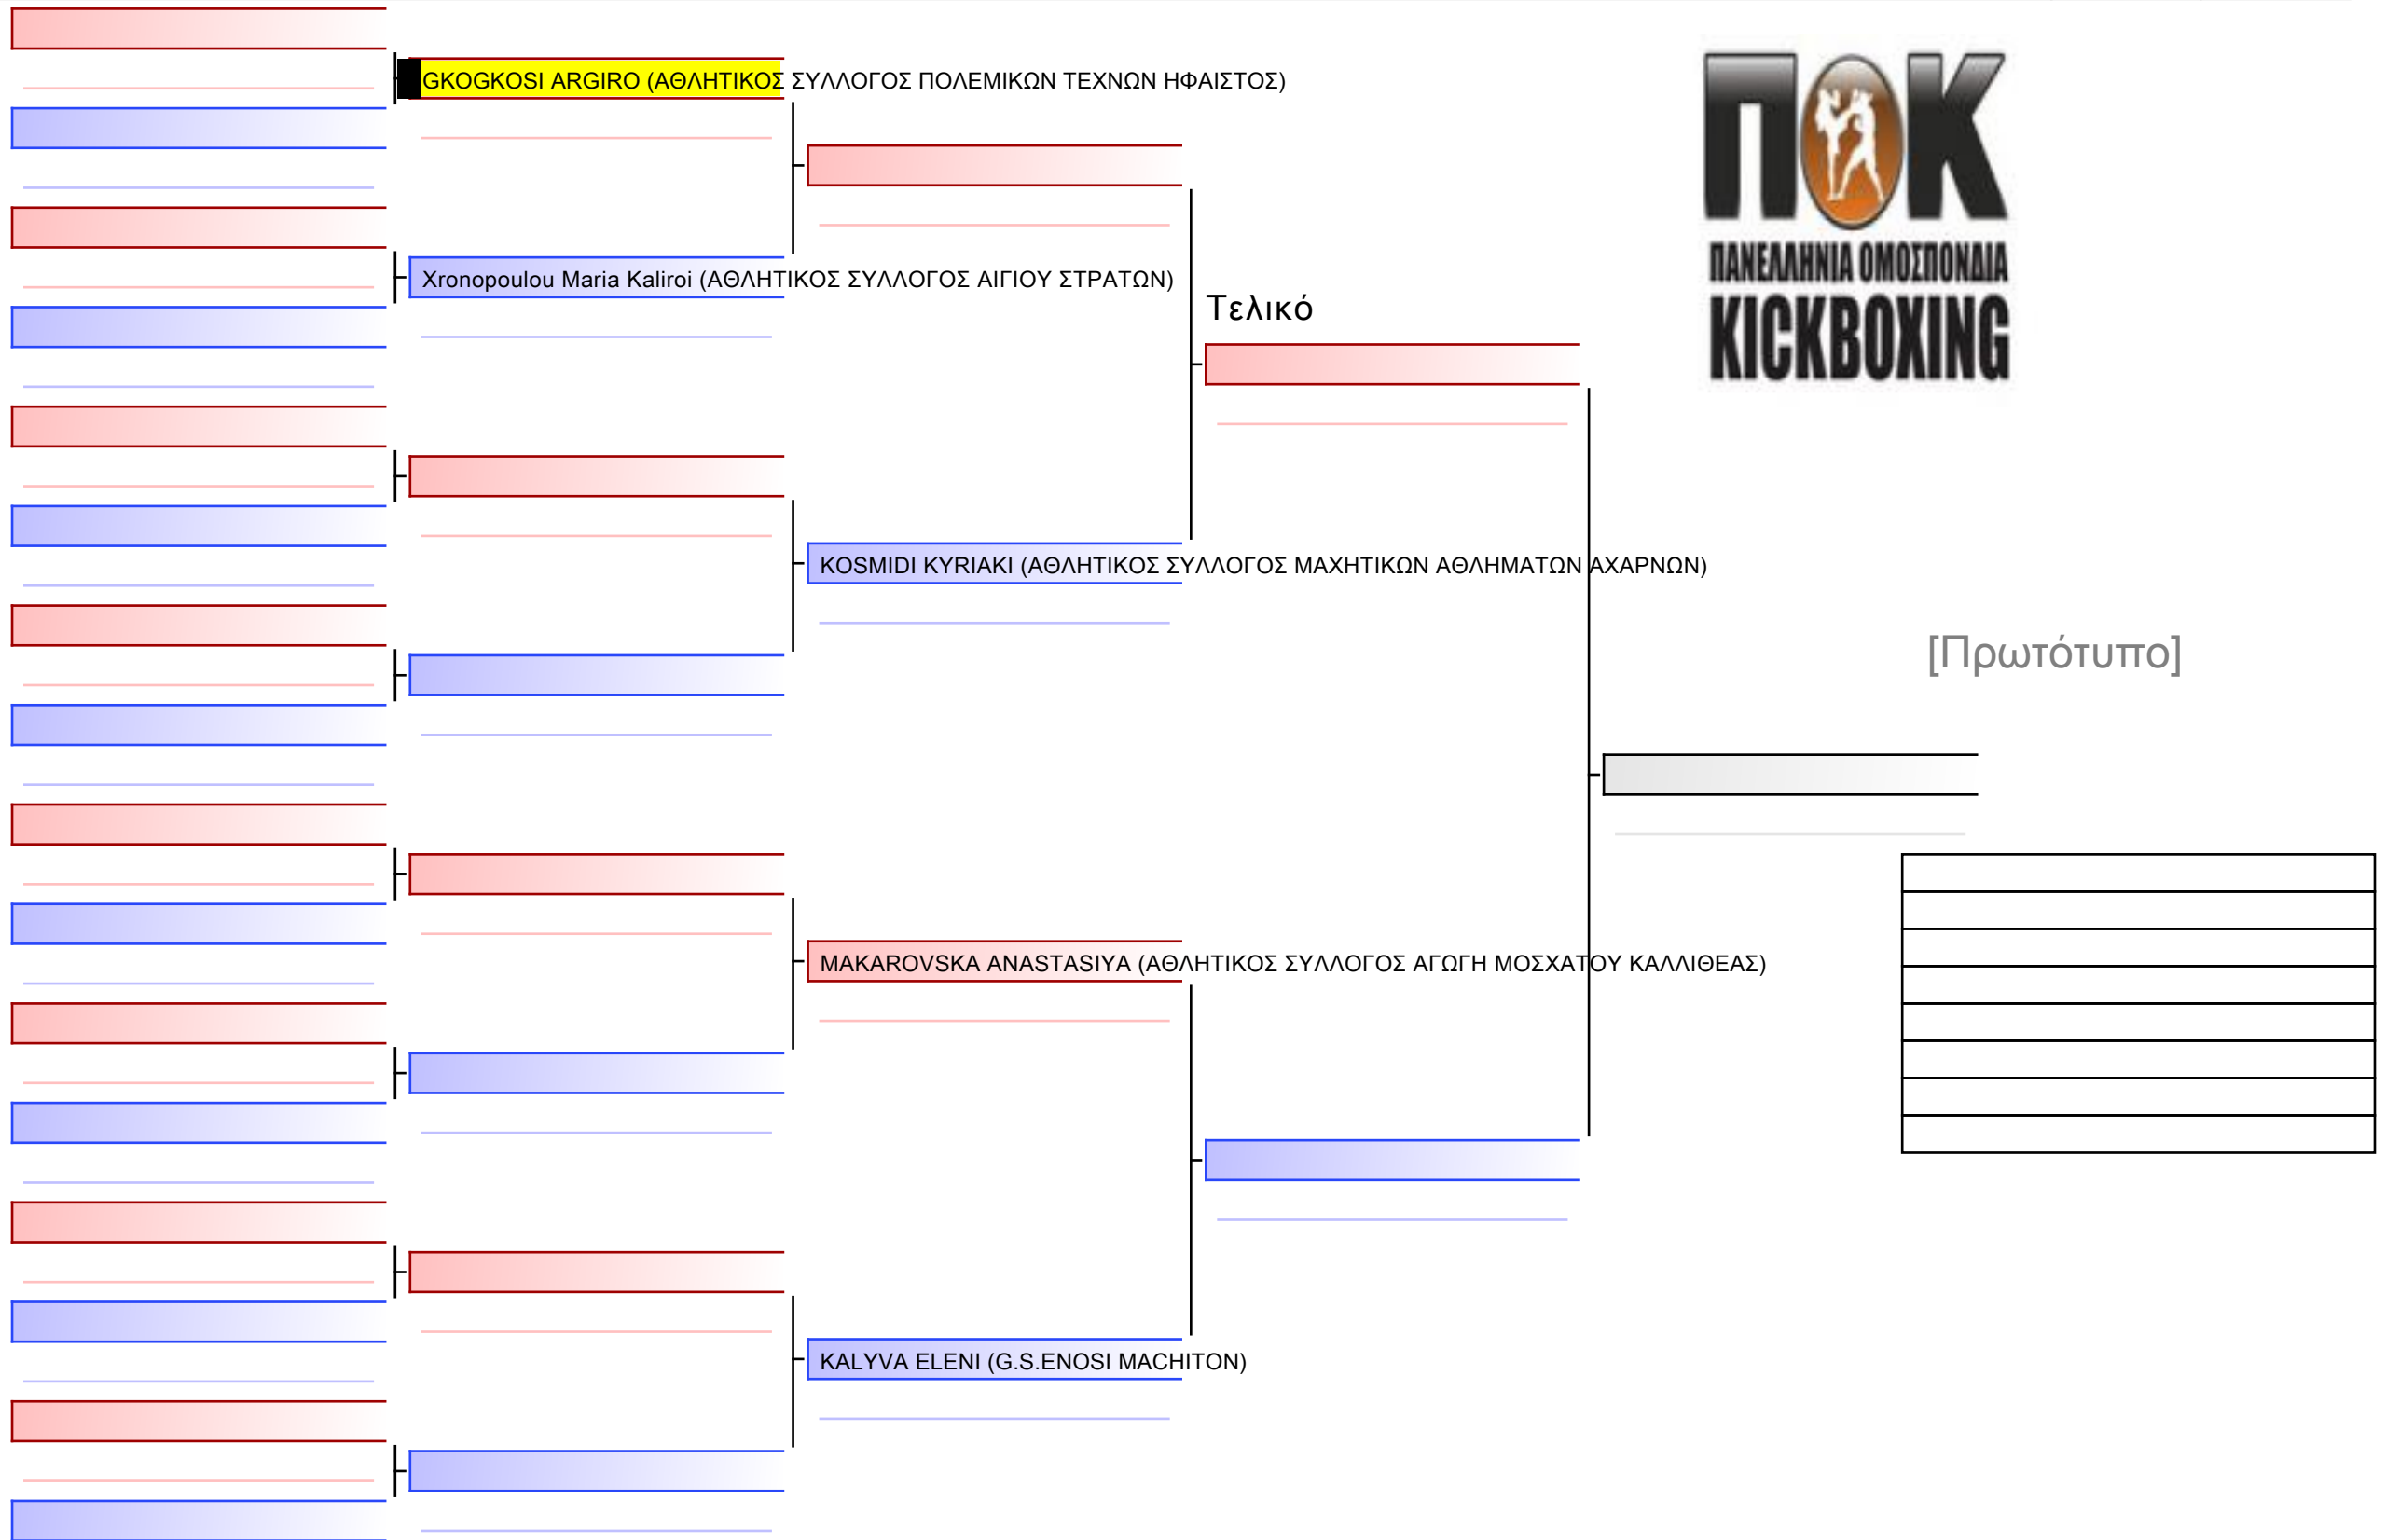 GKOGKOSI ARGIRO (ΑΘΛΗΤΙΚΟΣ ΣΥΛΛΟΓΟΣ ΠΟΛΕΜΙΚΩΝ ΤΕΧΝΩΝ ΗΦΑΙΣΤΟΣ)
ΠΟΚ
ΠΑΝΕΛΛΗΝΙΑ ΟΜΟΣΠΟΝΔΙΑ
KICKBOXING
Xronopoulou Maria Kaliroi (ΑΘΛΗΤΙΚΟΣ ΣΥΛΛΟΓΟΣ ΑΙΓΙΟΥ ΣΤΡΑΤΩΝ)
Τελικό
KOSMIDI KYRIAKI (ΑΘΛΗΤΙΚΟΣ ΣΥΛΛΟΓΟΣ ΜΑΧΗΤΙΚΩΝ ΑΘΛΗΜΑΤΩΝ ΑΧΑΡΝΩΝ)
[Πρωτότυπο]
MAKAROVSKA ANASTASIYA (ΑΘΛΗΤΙΚΟΣ ΣΥΛΛΟΓΟΣ ΑΓΩΓΗ ΜΟΣΧΑΤΟΥ ΚΑΛΛΙΘΕΑΣ)
KALYVA ELENI (G.S.ENOSI MACHITON)